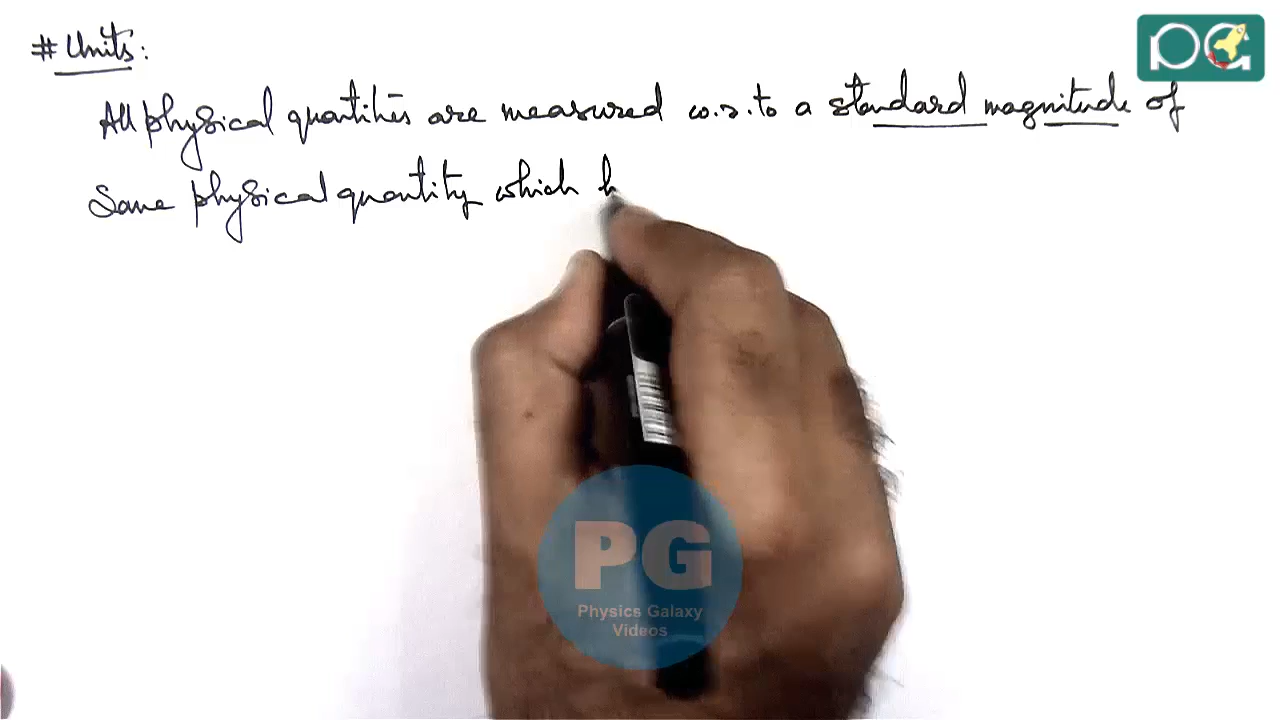 # Units:
All physical quantities are measured w.r.to a standard magnitude of
Same physical quantity which
PG
Physics Galaxy
Videos